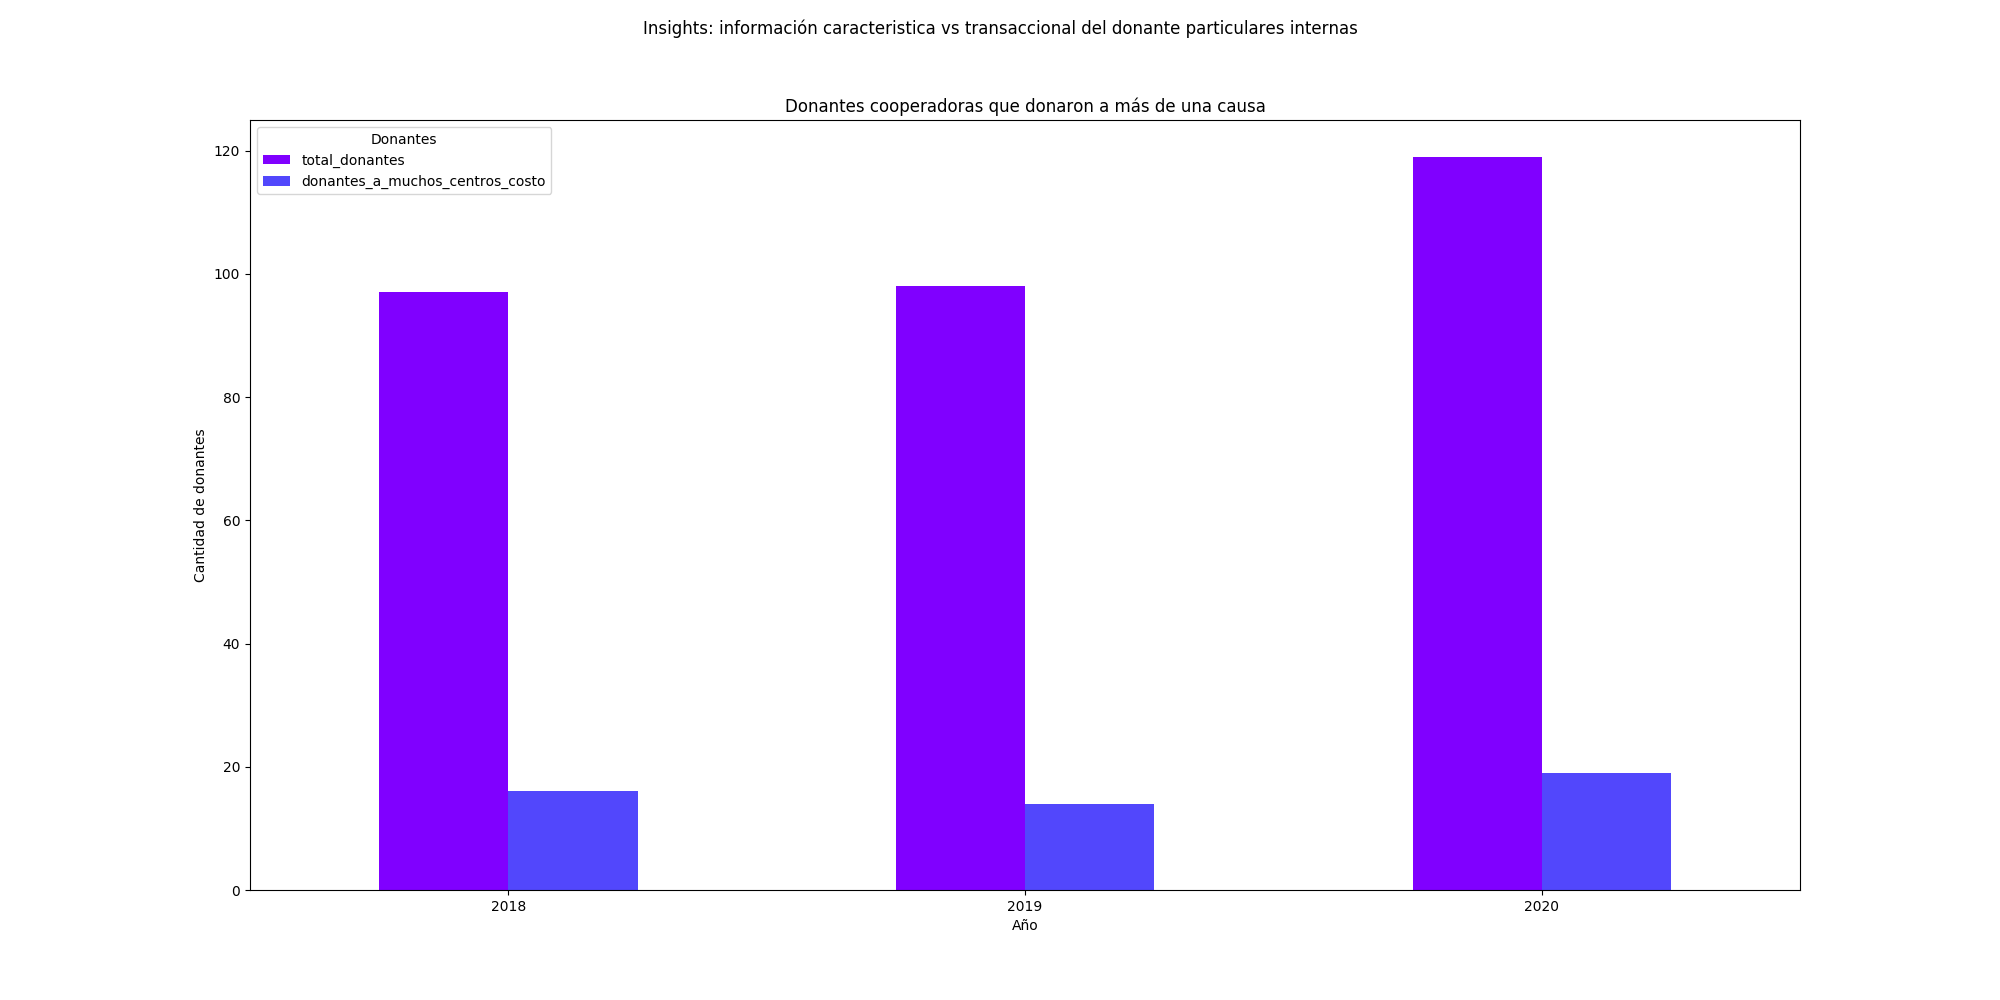 Insights: información caracteristica vs transaccional del donante particulares internas
Donantes cooperadoras que donaron a más de una causa
Donantes
total_donantes
donantes_a_muchos_centros_costo
120
100
80
60
40
20
0
Cantidad de donantes
2018
2019
2020
Año